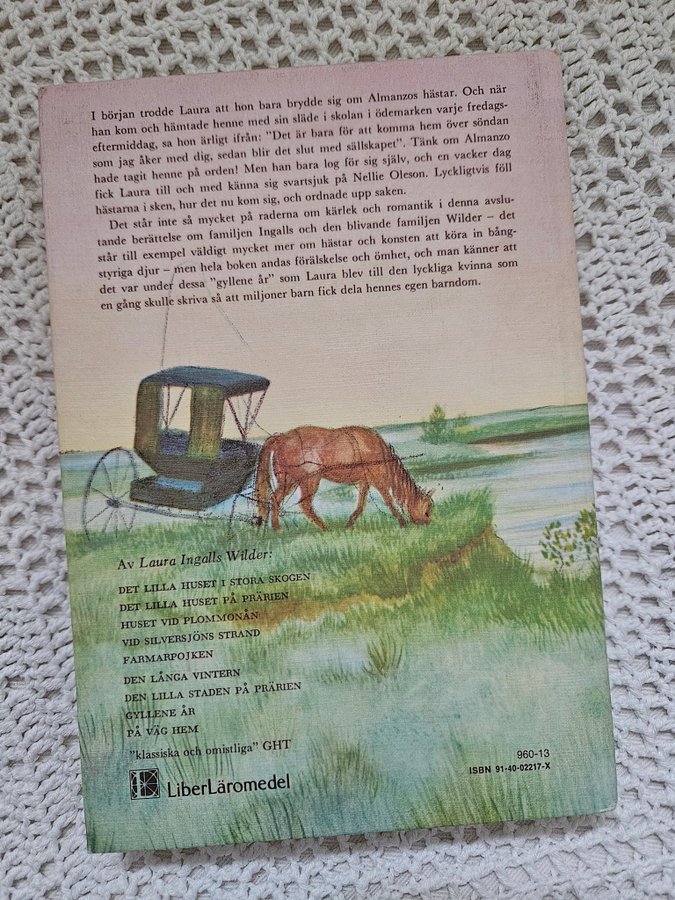 I början trodde Laura att hon bara brydde sig om Almanzos hästar. Och när
han kom och hämtade henne med sin släde i skolan i ödemarken varje fredags-
eftermiddag, sa hon ärligt ifrån: "Det är bara för att komma hem över söndan
som jag åker med dig, sedan blir det slut med sällskapet". Tänk om Almanzo
hade tagit henne på orden! Men han bara log för sig själv, och en vacker dag
fick Laura till och med känna sig svartsjuk på Nellie Oleson. Lyckligtvis föll
hästarna i sken, hur det nu kom sig, och ordnade upp saken.
Det står inte så mycket på raderna om kärlek och romantik i denna avslu-
tande berättelse om familjen Ingalls och den blivande familjen Wilder – det
står till exempel väldigt mycket mer om hästar och konsten att köra in bång-
styriga djur – men hela boken andas förälskelse och ömhet, och man känner att
det var under dessa "gyllene år" som Laura blev till den lyckliga kvinna som
en gång skulle skriva så att miljoner barn fick dela hennes egen barndom.
Av Laura Ingalls Wilder:
DET LILLA HUSET I STORA SKOGEN
DET LILLA HUSET PÅ PRÄRIEN
HUSET VID PLOMMONÅN
VID SILVERSJÖNS STRAND
FARMARPOJKEN
DEN LÅNGA VINTERN
DEN LILLA STADEN PÅ PRÄRIEN
GYLLENE ÅR
PÅ VÄG HEM
"klassiska och omistliga" GHT
LiberLäromedel
960-13
ISBN 91-40-02217-X